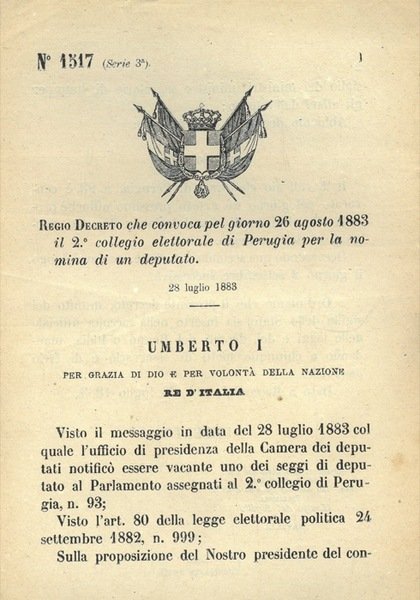 N° 1517 (Serie 3ª).
REGIO DECRETO che convoca pel giorno 26 agosto 1883
il 2.° collegio elettorale di Perugia per la no-
mina di un deputato.
28 luglio 1883
UMBERTO I
PER GRAZIA DI DIO E PER VOLONTÀ DELLA NAZIONE
RE D'ITALIA
Visto il messaggio in data del 28 luglio 1883 col
quale l'ufficio di presidenza della Camera dei depu-
tati notificò essere vacante uno dei seggi di depu-
tato al Parlamento assegnati al 2.° collegio di Peru-
gia, n. 93;
Visto l'art. 80 della legge elettorale politica 24
settembre 1882, n. 999;
Sulla proposizione del Nostro presidente del con-